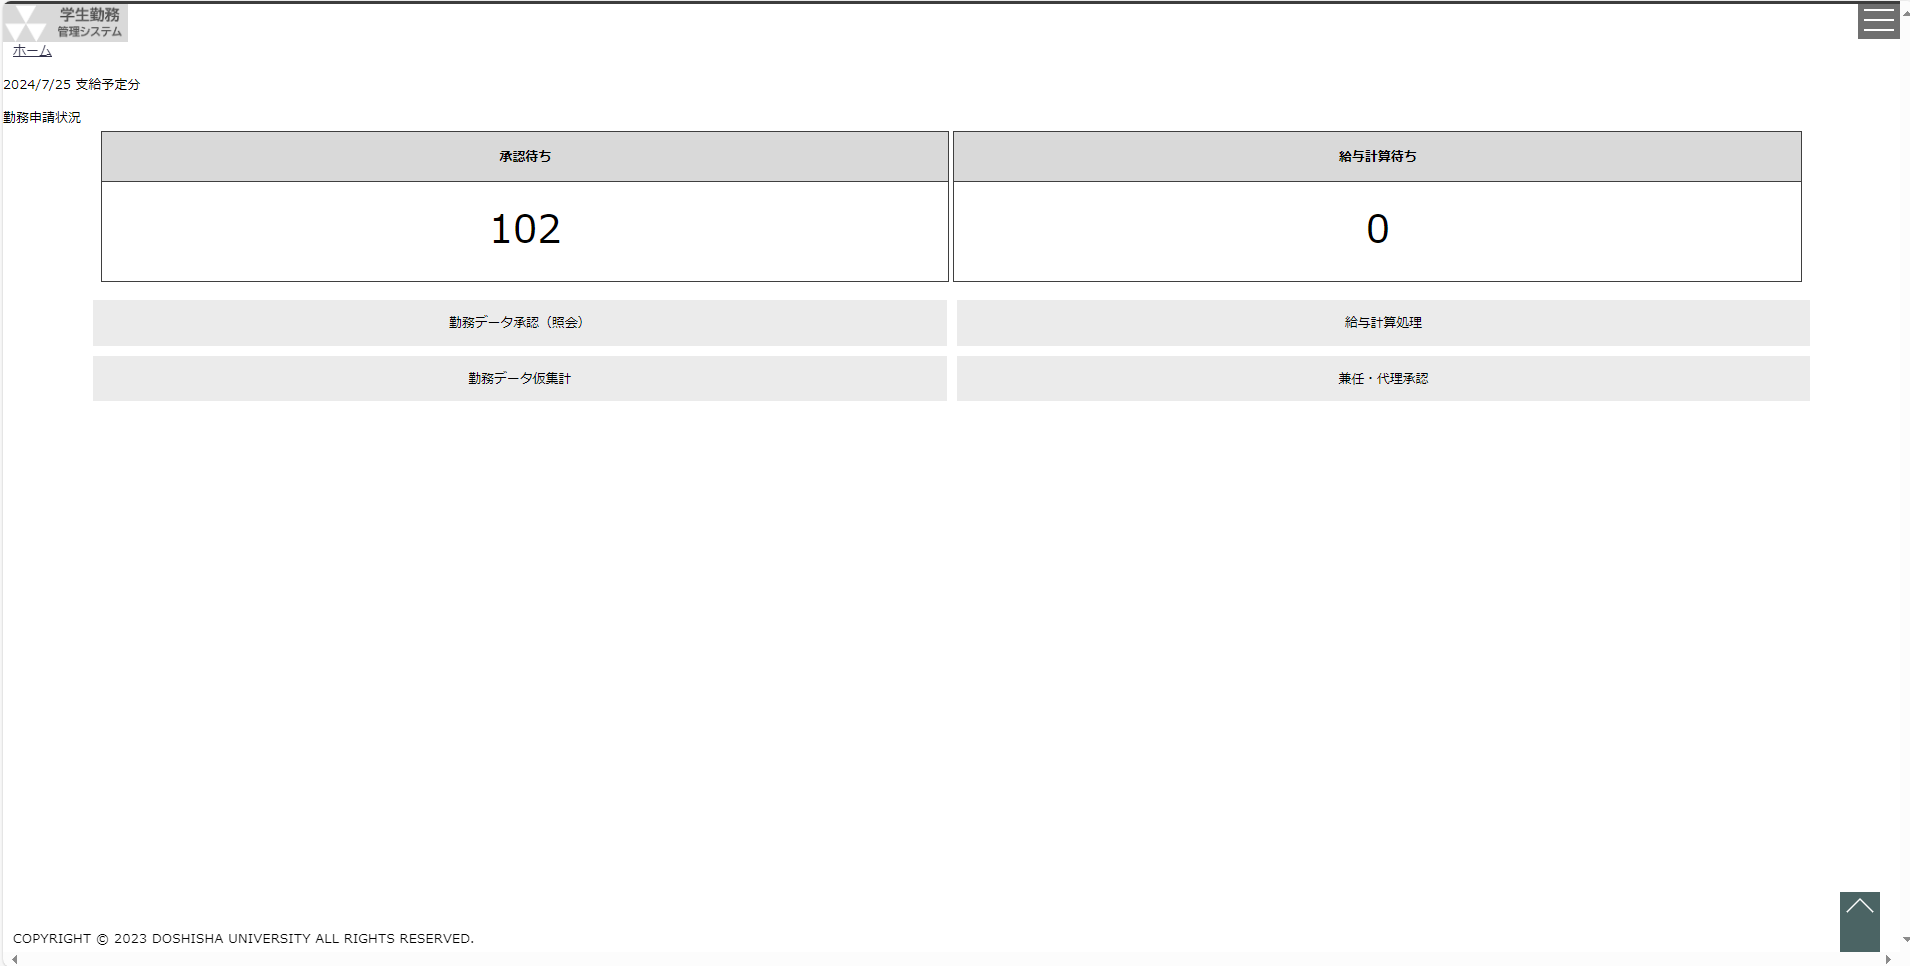 学生勤務
管理システム
ホーム
2024/7/25 支給予定分
勤務申請状況
承認待ち
給与計算待ち
102
0
勤務データ承認（照会）
給与計算処理
勤務データ仮集計
兼任・代理承認
COPYRIGHT © 2023 DOSHISHA UNIVERSITY ALL RIGHTS RESERVED.